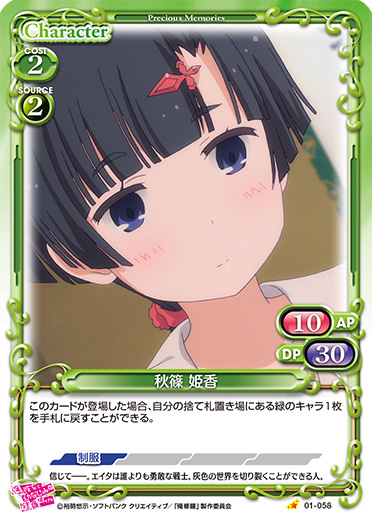 Precious Memories
Character
COST
2
SOURCE
2
10 AP
DP 30
秋篠 姫香
このカードが登場した場合、自分の捨て札置き場にある緑のキャラ1枚
を手札に戻すことができる。
制服
信じて――。エイタは誰よりも勇敢な戦士。灰色の世界を切り裂くことができる人。
©裕時悠示・ソフトバンク クリエイティブ/「俺修羅」製作委員会
01-058